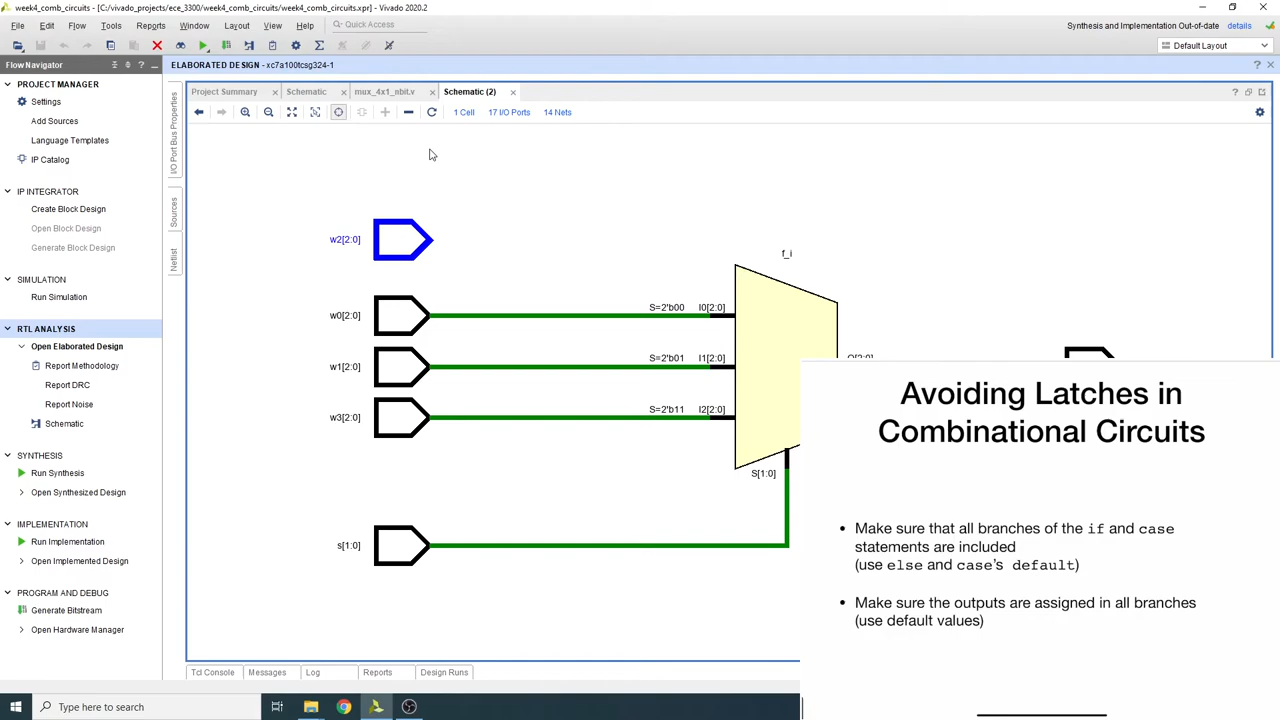 week4_comb_circuits - [C:/vivado_projects/ece_3300/week4_comb_circuits/week4_comb_circuits.xpr] - Vivado 2020.2
File Edit Flow Tools Reports Window Layout View Help Quick Access
Synthesis and Implementation Out-of-date details
Default Layout
Flow Navigator
ELABORATED DESIGN - xc7a100tcsg324-1
PROJECT MANAGER
Settings
Add Sources
Language Templates
IP Catalog
IP INTEGRATOR
Create Block Design
Open Block Design
Generate Block Design
SIMULATION
Run Simulation
RTL ANALYSIS
Open Elaborated Design
Report Methodology
Report DRC
Report Noise
Schematic
SYNTHESIS
Run Synthesis
Open Synthesized Design
IMPLEMENTATION
Run Implementation
Open Implemented Design
PROGRAM AND DEBUG
Generate Bitstream
Open Hardware Manager
I/O Port Bus Properties
Sources
Netlist
Project Summary Schematic mux_4x1_nbit.v Schematic (2)
1 Cell 17 I/O Ports 14 Nets
w2[2:0]
f_i
w0[2:0] S=2'b00 I0[2:0]
w1[2:0] S=2'b01 I1[2:0]
w3[2:0] S=2'b11 I2[2:0]
S[1:0]
s[1:0]
Avoiding Latches in
Combinational Circuits
• Make sure that all branches of the if and case
statements are included
(use else and case's default)
• Make sure the outputs are assigned in all branches
(use default values)
Tcl Console Messages Log Reports Design Runs
Type here to search